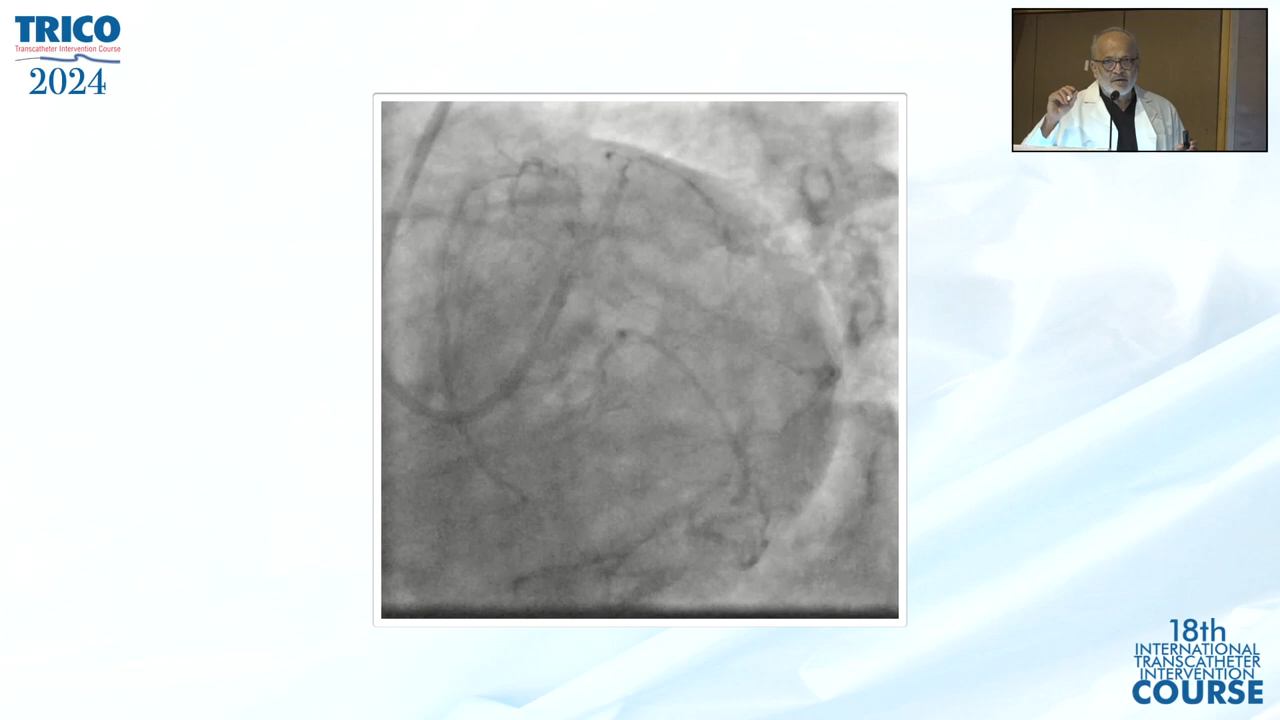 TRICO
Transcatheter Intervention Course
2024
18th
INTERNATIONAL
TRANSCATHETER
INTERVENTION
COURSE